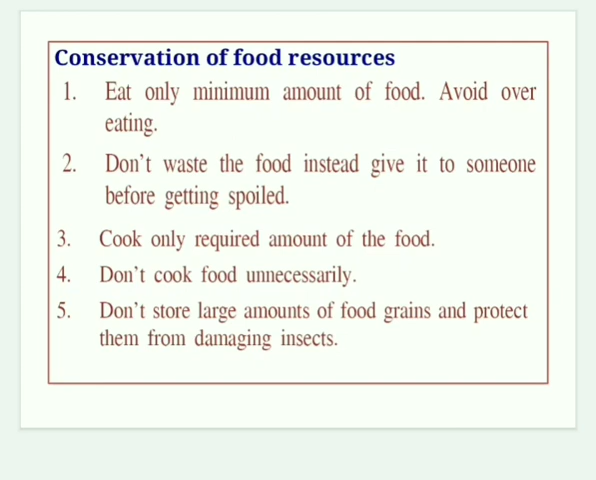 Conservation of food resources
1. Eat only minimum amount of food. Avoid over
eating.
2. Don't waste the food instead give it to someone
before getting spoiled.
3. Cook only required amount of the food.
4. Don't cook food unnecessarily.
5. Don't store large amounts of food grains and protect
them from damaging insects.